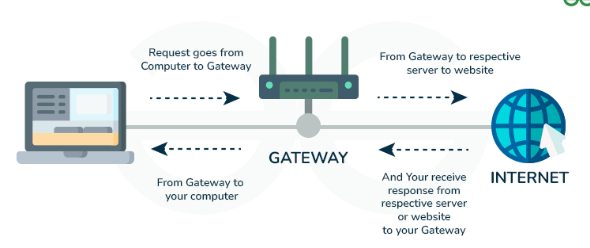 Request goes from
Computer to Gateway
From Gateway to respective
server to website
GATEWAY
INTERNET
From Gateway to
your computer
And Your receive
response from
respective server
or website
to your Gateway